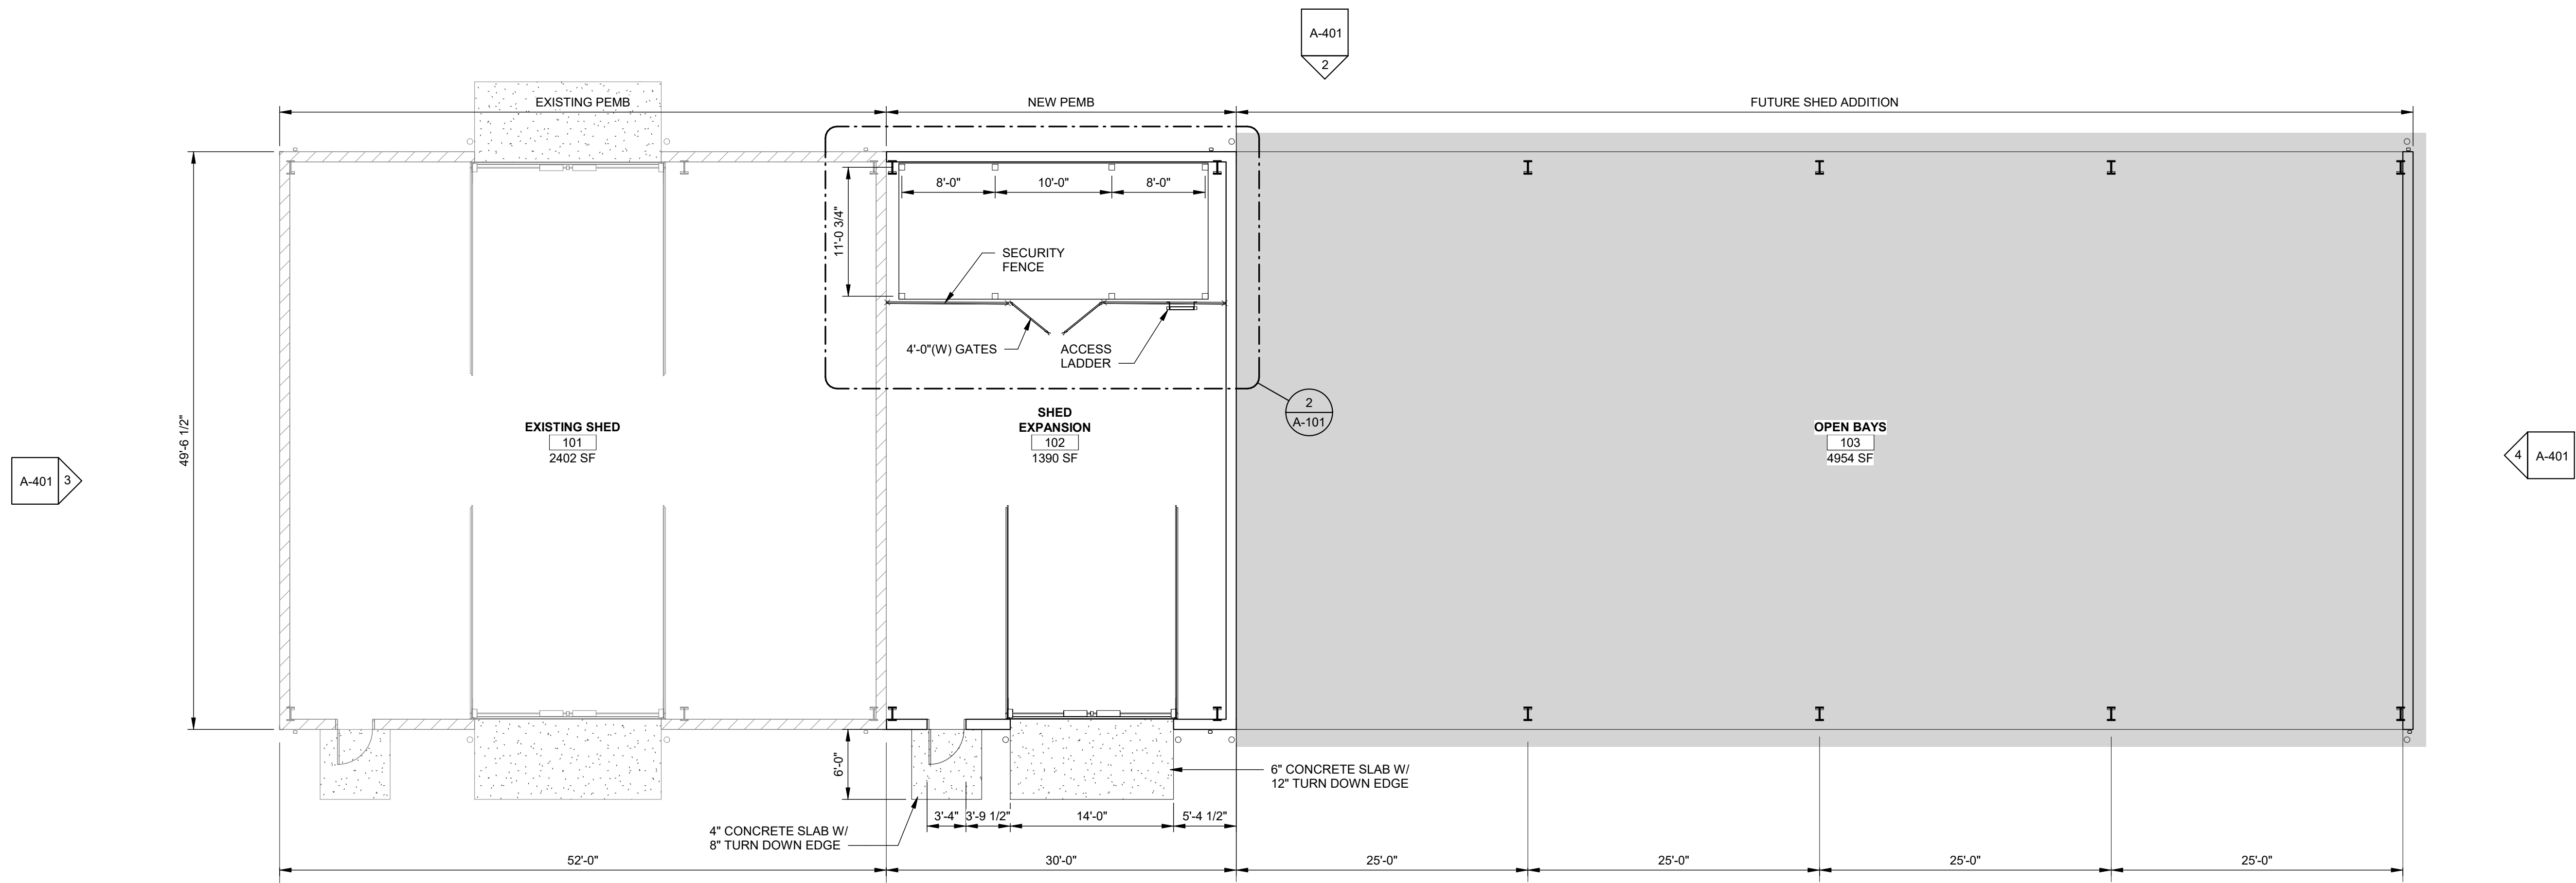 A-401
2
EXISTING PEMB
NEW PEMB
FUTURE SHED ADDITION
8'-0"
10'-0"
8'-0"
11'-0 3/4"
SECURITY
FENCE
4'-0"(W) GATES
ACCESS
LADDER
2
A-101
49'-6 1/2"
EXISTING SHED
101
2402 SF
SHED
EXPANSION
102
1390 SF
OPEN BAYS
103
4954 SF
A-401
3
4
A-401
6'-0"
6" CONCRETE SLAB W/
12" TURN DOWN EDGE
3'-4"
3'-9 1/2"
14'-0"
5'-4 1/2"
4" CONCRETE SLAB W/
8" TURN DOWN EDGE
52'-0"
30'-0"
25'-0"
25'-0"
25'-0"
25'-0"